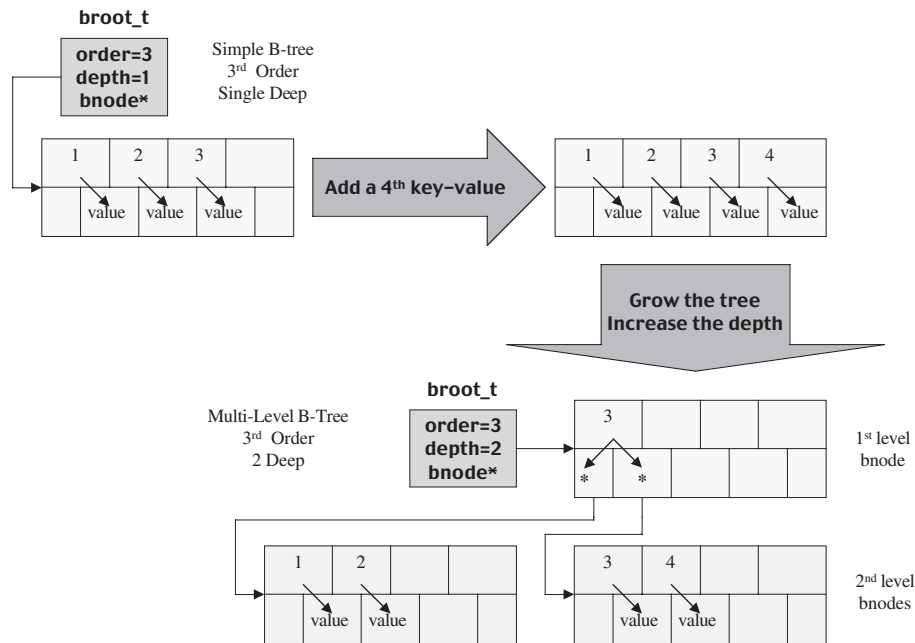 broot_t
order=3
depth=1
bnode*
Simple B-tree
3rd Order
Single Deep
1 2 3
value value value
Add a 4th key–value
1 2 3 4
value value value value
Grow the tree
Increase the depth
broot_t
order=3
depth=2
bnode*
Multi-Level B-Tree
3rd Order
2 Deep
3
* *
1st level
bnode
1 2
value value
3 4
value value
2nd level
bnodes